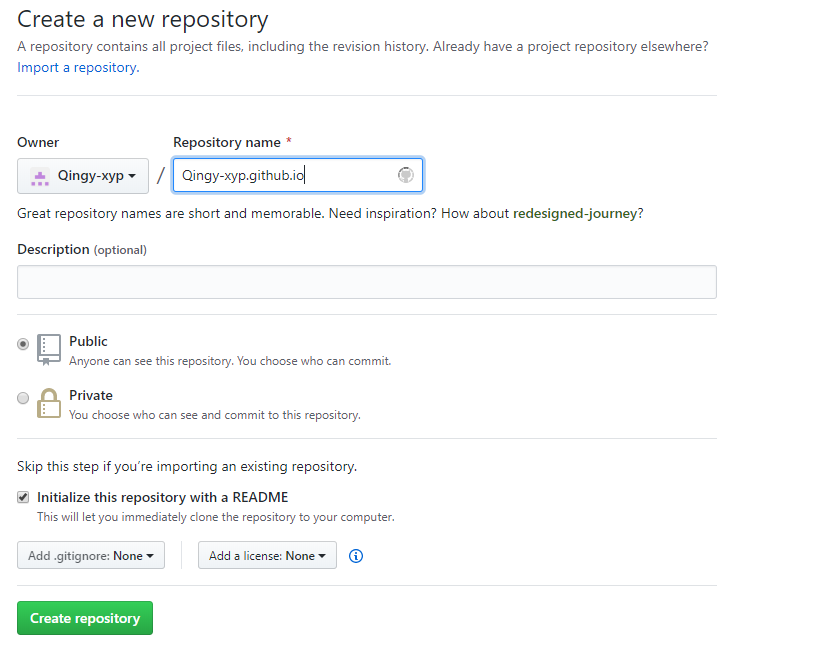 Create a new repository
A repository contains all project files, including the revision history. Already have a project repository elsewhere?
Import a repository.
Owner
Repository name *
Qingy-xyp
/
Qingy-xyp.github.io
Great repository names are short and memorable. Need inspiration? How about redesigned-journey?
Description (optional)
Public
Anyone can see this repository. You choose who can commit.
Private
You choose who can see and commit to this repository.
Skip this step if you’re importing an existing repository.
Initialize this repository with a README
This will let you immediately clone the repository to your computer.
Add .gitignore: None
Add a license: None
Create repository